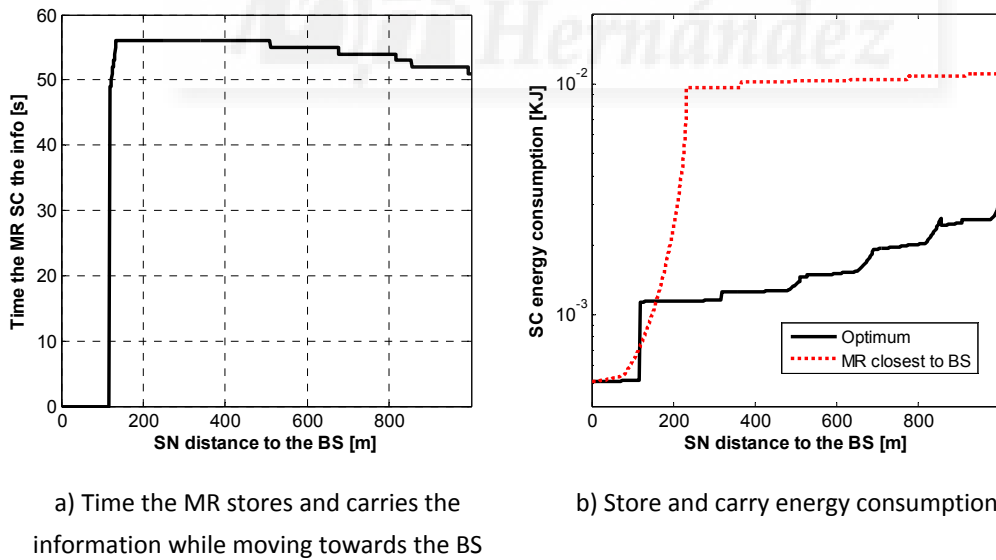 Hernández
60
50
40
30
20
10
0
Time the MR SC the info [s]
0 200 400 600 800
SN distance to the BS [m]
10⁻²
10⁻³
SC energy consumption [KJ]
Optimum
MR closest to BS
0 200 400 600 800
SN distance to the BS [m]
a) Time the MR stores and carries the
information while moving towards the BS
b) Store and carry energy consumption